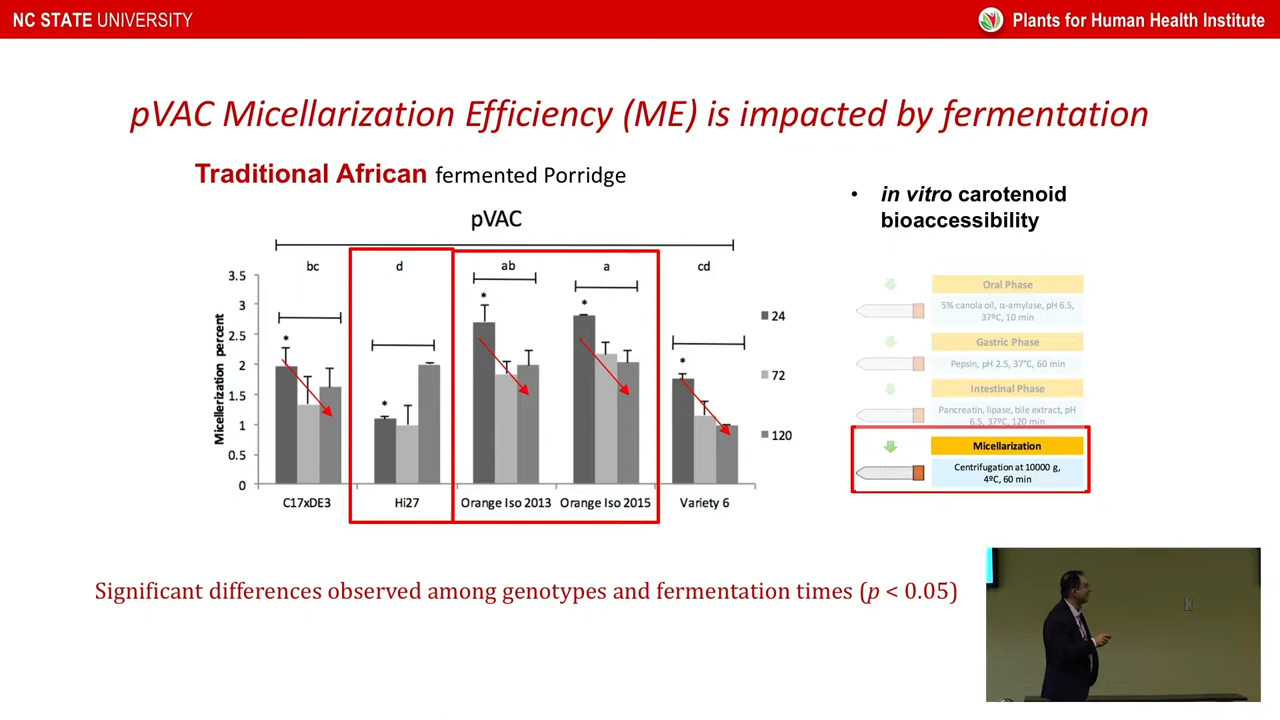 NC STATE UNIVERSITY
Plants for Human Health Institute
pVAC Micellarization Efficiency (ME) is impacted by fermentation
Traditional African fermented Porridge
pVAC
bc
d
ab
a
cd
3.5
3
2.5
2
1.5
1
0.5
0
Micellerization percent
*
*
*
*
*
24
72
120
C17xDE3
Hi27
Orange Iso 2013
Orange Iso 2015
Variety 6
• in vitro carotenoid
bioaccessibility
Oral Phase
5% canola oil, α-amylase, pH 6.5,
37ºC, 10 min
Gastric Phase
Pepsin, pH 2.5, 37°C, 60 min
Intestinal Phase
Pancreatin, lipase, bile extract, pH
6.5, 37ºC, 120 min
Micellarization
Centrifugation at 10000 g,
4ºC, 60 min
Significant differences observed among genotypes and fermentation times (p < 0.05)